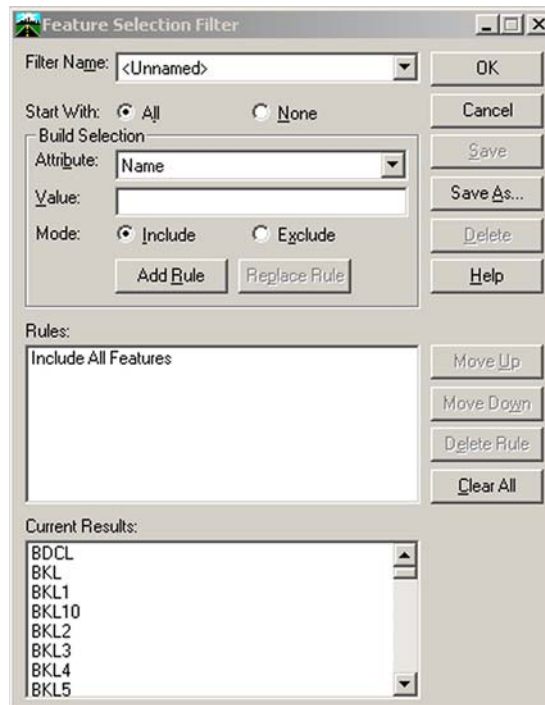 Feature Selection Filter
Filter Name: <Unnamed>
OK
Start With: All None
Cancel
Build Selection
Save
Attribute: Name
Value:
Save As...
Mode: Include Exclude
Delete
Add Rule Replace Rule
Help
Rules:
Include All Features
Move Up
Move Down
Delete Rule
Clear All
Current Results:
BDCL
BKL
BKL1
BKL10
BKL2
BKL3
BKL4
BKL5